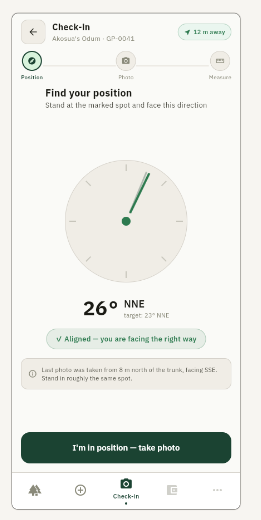 Check-in
Akosua's Odum · GP-0041
12 m away
Position
Photo
Measure
Find your position
Stand at the marked spot and face this direction
26° NNE
target: 23° NNE
✓ Aligned — you are facing the right way
Last photo was taken from 8 m north of the trunk, facing SSE.
Stand in roughly the same spot.
I'm in position — take photo
Check-in